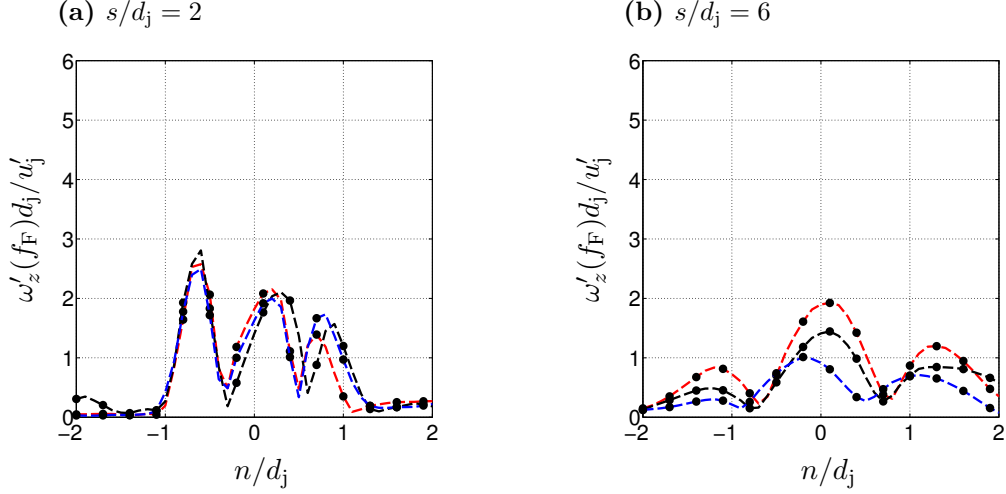 (a) s/d_j = 2
6
5
4
3
2
1
0
ω′_z(f_F)d_j/u′_j
−2 −1 0 1 2
n/d_j
(b) s/d_j = 6
6
5
4
3
2
1
0
ω′_z(f_F)d_j/u′_j
−2 −1 0 1 2
n/d_j